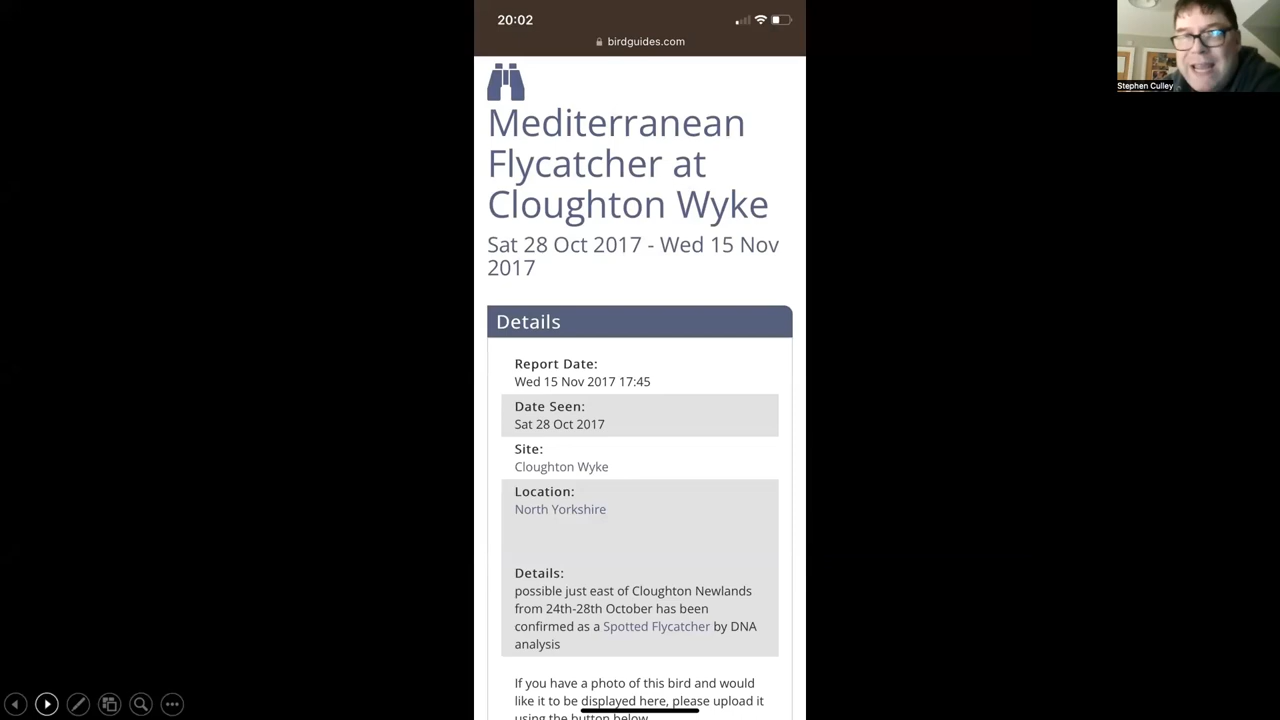 20:02
birdguides.com
Stephen Culley
Mediterranean
Flycatcher at
Cloughton Wyke
Sat 28 Oct 2017 - Wed 15 Nov
2017
Details
Report Date:
Wed 15 Nov 2017 17:45
Date Seen:
Sat 28 Oct 2017
Site:
Cloughton Wyke
Location:
North Yorkshire
Details:
possible just east of Cloughton Newlands
from 24th-28th October has been
confirmed as a Spotted Flycatcher by DNA
analysis
If you have a photo of this bird and would
like it to be displayed here, please upload it
using the button below